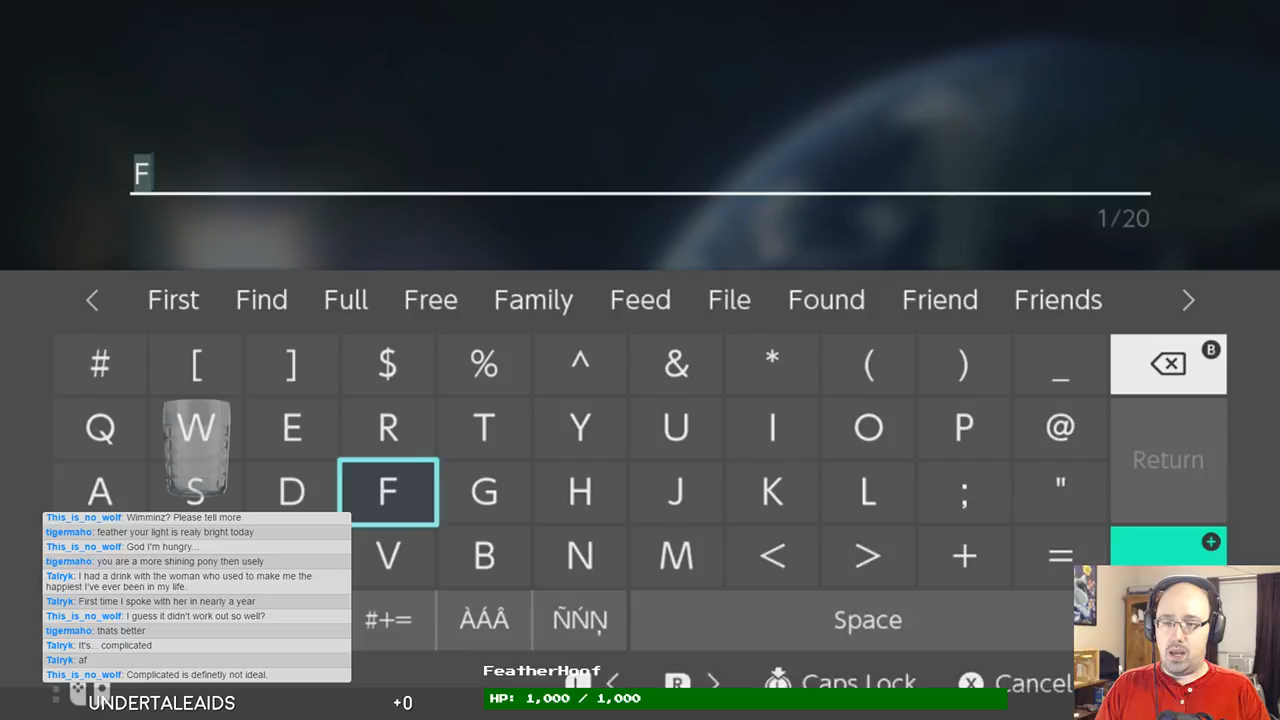 F
1/20
First Find Full Free Family Feed File Found Friend Friends
# [ ] $ % ^ & * ( ) _ B
Q W E R T Y U I O P @
Return
A S D F G H J K L ; "
V B N M < > + = +
#+= ÀÁÂ ÑŃŅ Space
R Caps Lock X Cancel
This_is_no_wolf: Wimminz? Please tell more
tigermaho: feather your light is realy bright today
This_is_no_wolf: God I'm hungry...
tigermaho: you are a more shining pony then usely
Talryk: I had a drink with the woman who used to make me the
happiest I've ever been in my life.
Talryk: First time I spoke with her in nearly a year
This_is_no_wolf: I guess it didn't work out so well?
tigermaho: thats better
Talryk: It's... complicated
Talryk: af
This_is_no_wolf: Complicated is definetly not ideal.
UNDERTALEAIDS +0
FeatherHoof
HP: 1,000 / 1,000